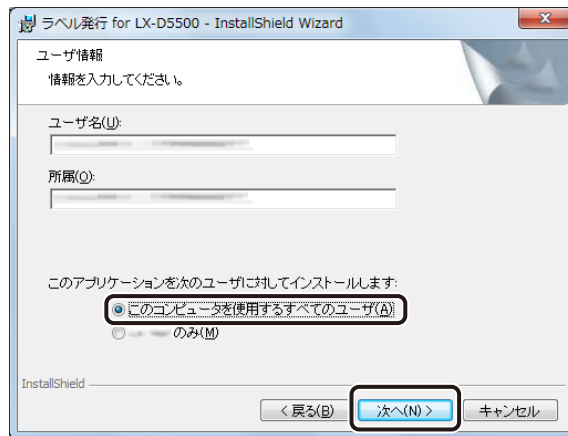 ラベル発行 for LX-D5500 - InstallShield Wizard
ユーザ情報
情報を入力してください。
ユーザ名(U):
所属(O):
このアプリケーションを次のユーザに対してインストールします:
このコンピュータを使用するすべてのユーザ(A)
のみ(M)
InstallShield
< 戻る(B) 次へ(N) > キャンセル